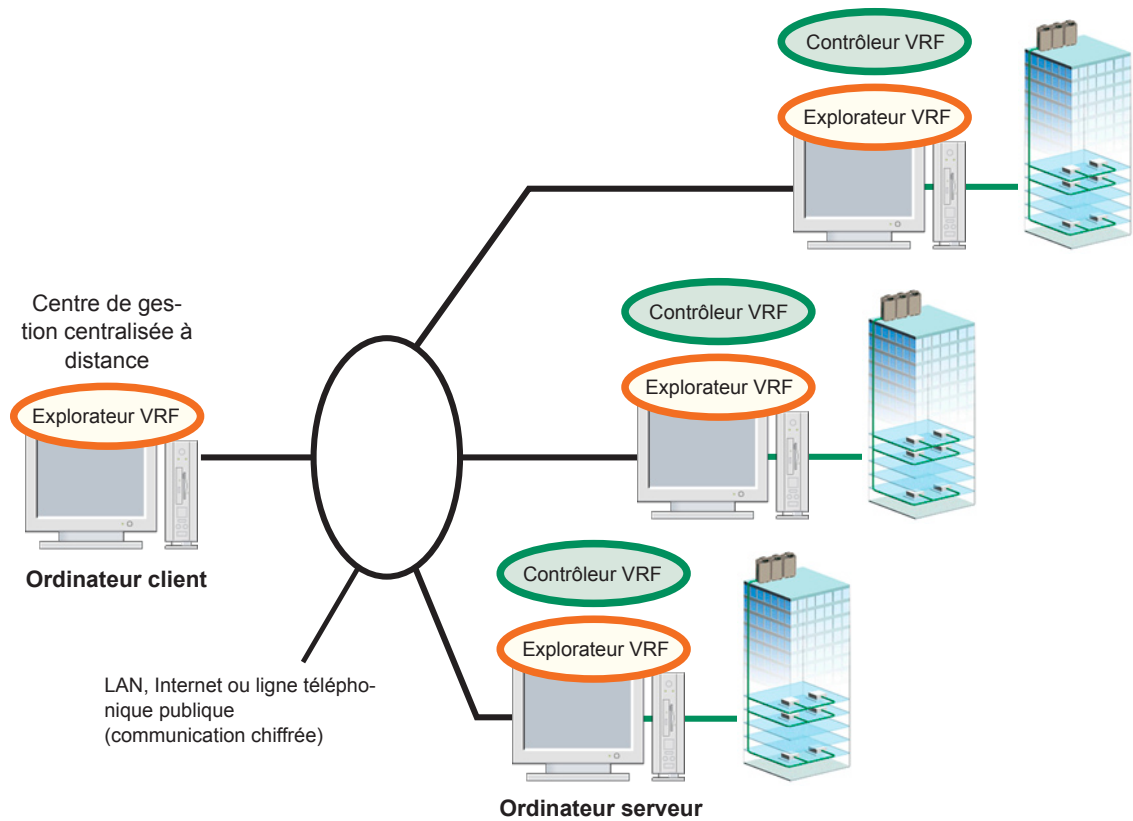 Contrôleur VRF
Explorateur VRF
Centre de ges-
tion centralisée à
distance
Contrôleur VRF
Explorateur VRF
Explorateur VRF
Ordinateur client
Contrôleur VRF
Explorateur VRF
LAN, Internet ou ligne télépho-
nique publique
(communication chiffrée)
Ordinateur serveur